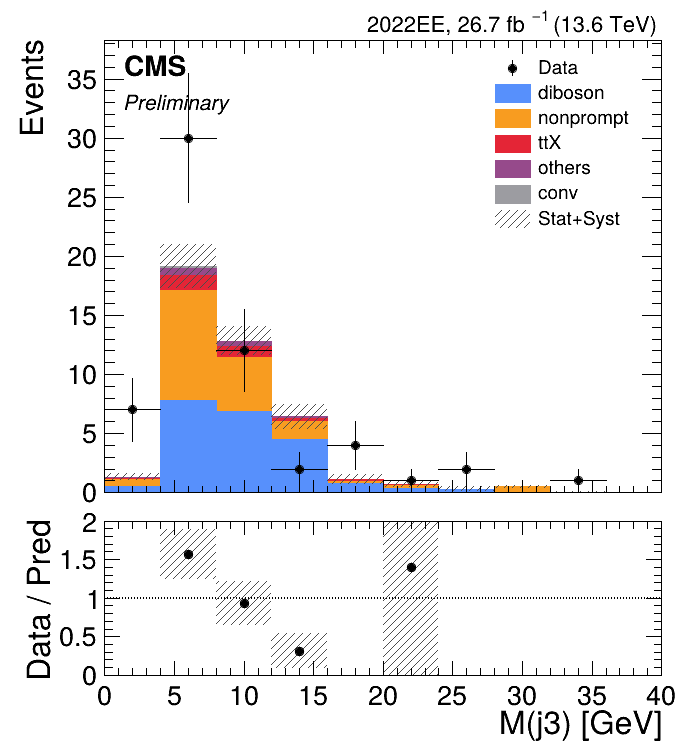 2022EE, 26.7 fb⁻¹ (13.6 TeV)
CMS
Preliminary
Events
35
30
25
20
15
10
5
0
Data
diboson
nonprompt
ttX
others
conv
Stat+Syst
Data / Pred
2
1.5
1
0.5
0
0 5 10 15 20 25 30 35 40
M(j3) [GeV]